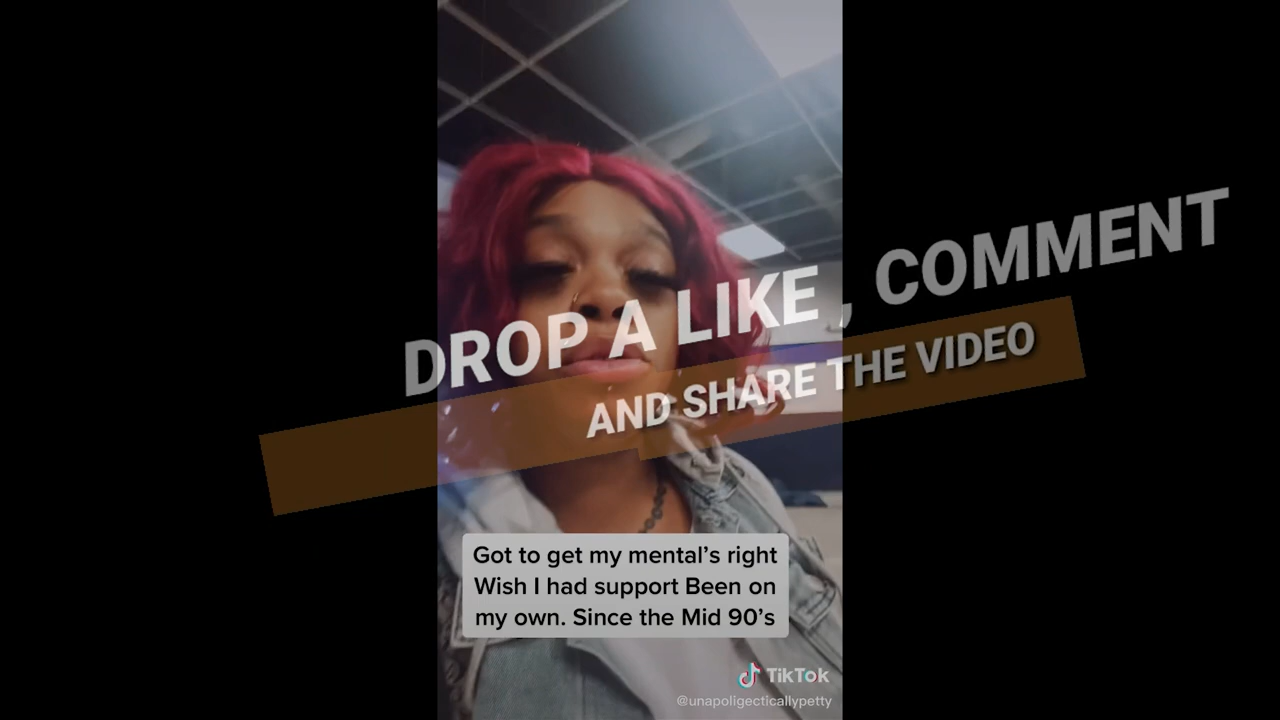 DROP A LIKE , COMMENT
AND SHARE THE VIDEO
Got to get my mental’s right
Wish I had support Been on
my own. Since the Mid 90’s
TikTok
@unapoligecticallypetty